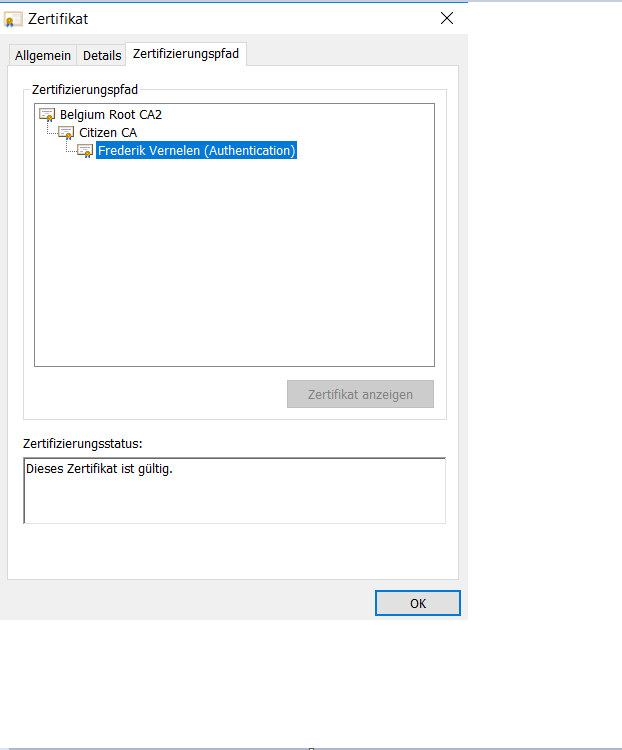 Zertifikat
Allgemein Details Zertifizierungspfad
Zertifizierungspfad
Belgium Root CA2
Citizen CA
Frederik Vernelen (Authentication)
Zertifikat anzeigen
Zertifizierungsstatus:
Dieses Zertifikat ist gültig.
OK